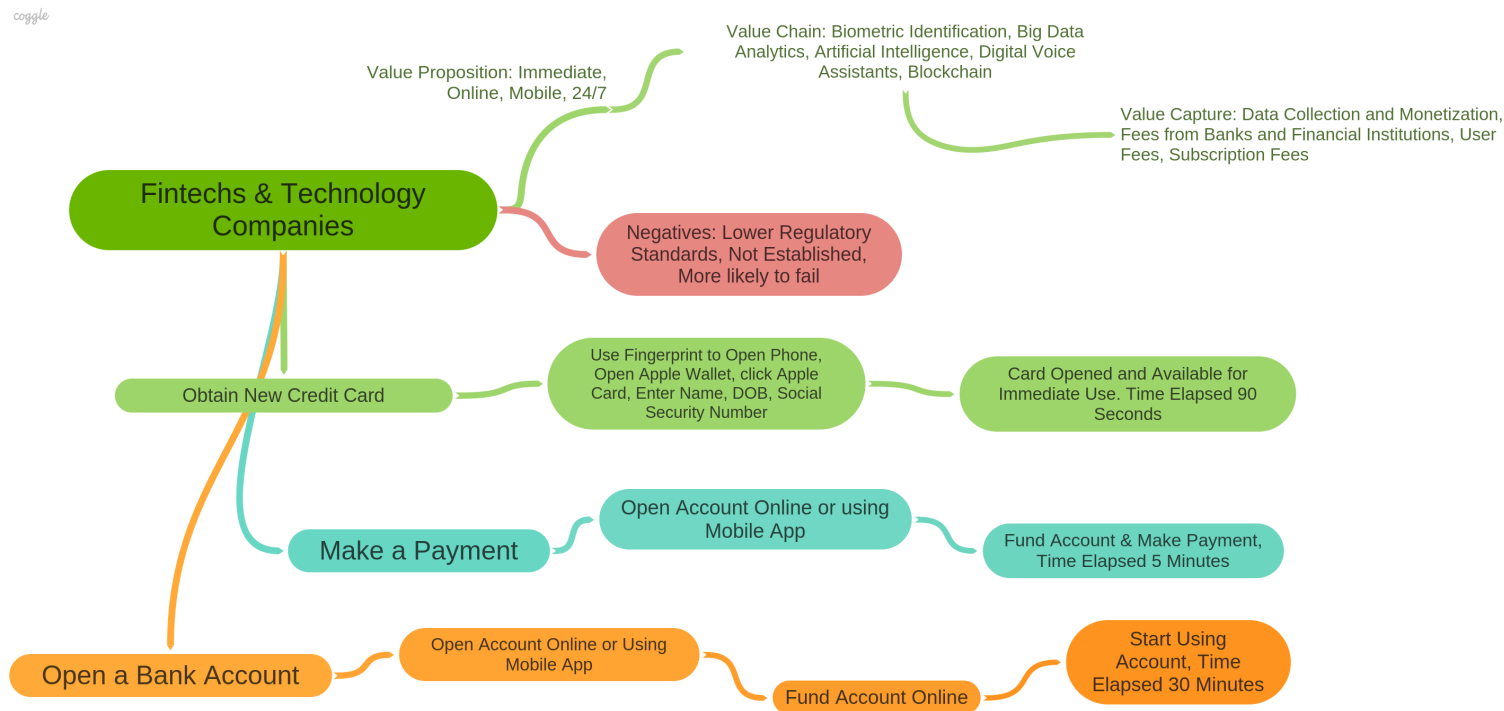 coggle
Value Chain: Biometric Identification, Big Data
Analytics, Artificial Intelligence, Digital Voice
Assistants, Blockchain
Value Proposition: Immediate,
Online, Mobile, 24/7
Value Capture: Data Collection and Monetization,
Fees from Banks and Financial Institutions, User
Fees, Subscription Fees
Fintechs & Technology
Companies
Negatives: Lower Regulatory
Standards, Not Established,
More likely to fail
Obtain New Credit Card
Use Fingerprint to Open Phone,
Open Apple Wallet, click Apple
Card, Enter Name, DOB, Social
Security Number
Card Opened and Available for
Immediate Use. Time Elapsed 90
Seconds
Make a Payment
Open Account Online or using
Mobile App
Fund Account & Make Payment,
Time Elapsed 5 Minutes
Open a Bank Account
Open Account Online or Using
Mobile App
Fund Account Online
Start Using
Account, Time
Elapsed 30 Minutes